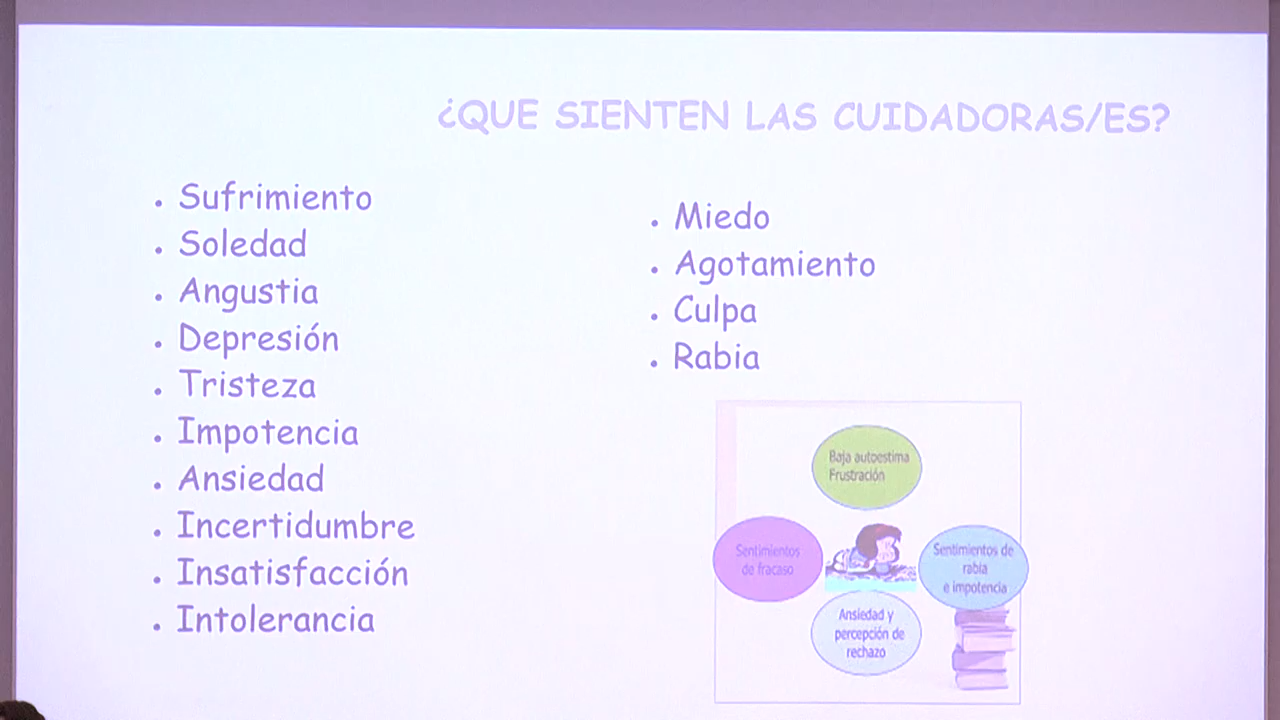 ¿QUE SIENTEN LAS CUIDADORAS/ES?
. Sufrimiento
. Soledad
. Angustia
. Depresión
. Tristeza
. Impotencia
. Ansiedad
. Incertidumbre
. Insatisfacción
. Intolerancia
. Miedo
. Agotamiento
. Culpa
. Rabia
Baja autoestima
Frustración
Sentimientos
de fracaso
Sentimientos de
rabia
e impotencia
Ansiedad y
percepción de
rechazo